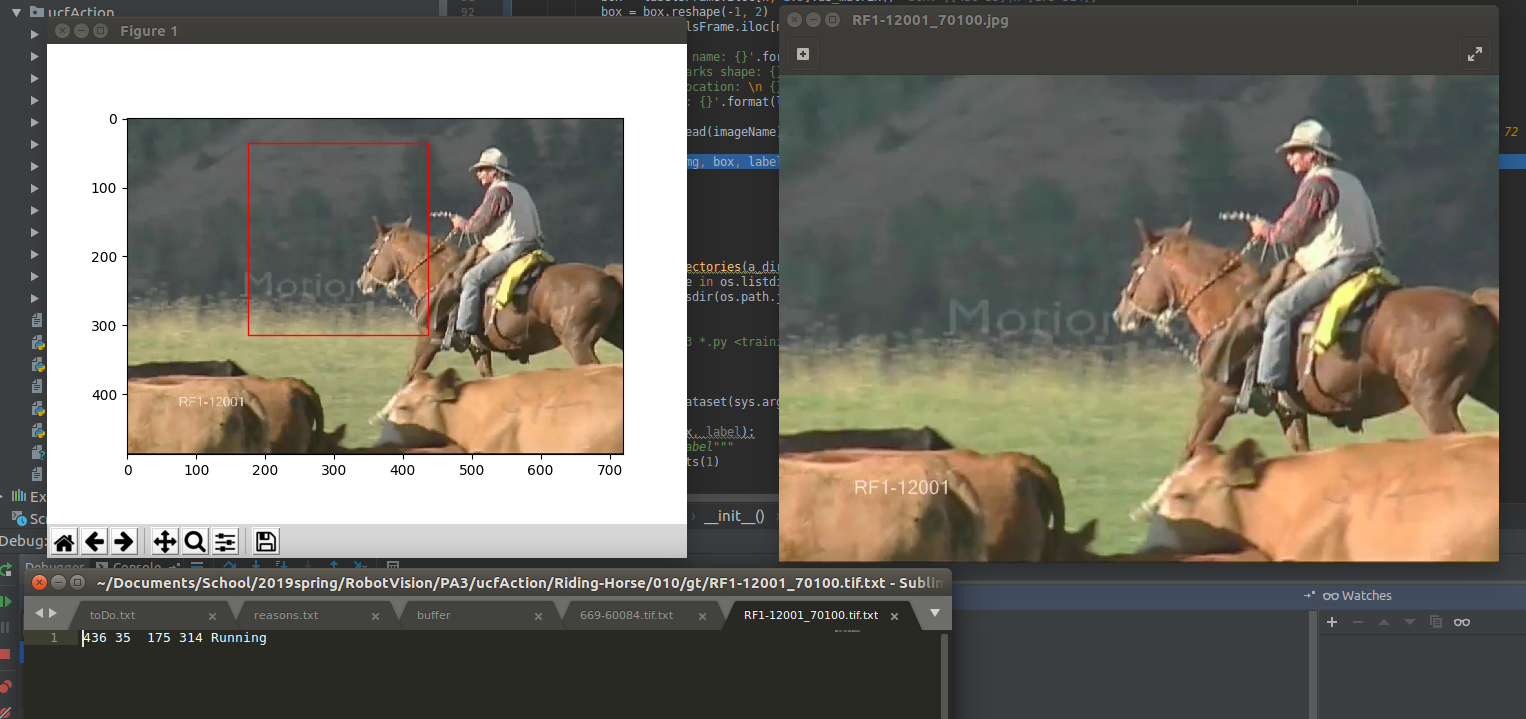 ucfAction
92
box = box.reshape(-1, 2)
name: {}'.for
arks shape: {}
ocation: \n {}
: {}'.format(
ead(imageName)
72
mg, box, label
ectories(a_di
e in os.listdi
sdir(os.path.j
3 *.py <traini
ataset(sys.arg
x, label):
abel"""
ts(1)
__init__()
Figure 1
0
100
200
300
400
0 100 200 300 400 500 600 700
Motion
RF1-12001
RF1-12001_70100.jpg
Motion
RF1-12001
Ex
Scr
Debug:
Debugger Console
~/Documents/School/2019spring/RobotVision/PA3/ucfAction/Riding-Horse/010/gt/RF1-12001_70100.tif.txt - Sublim
toDo.txt reasons.txt buffer 669-60084.tif.txt RF1-12001_70100.tif.txt
1 436 35  175 314 Running
Watches